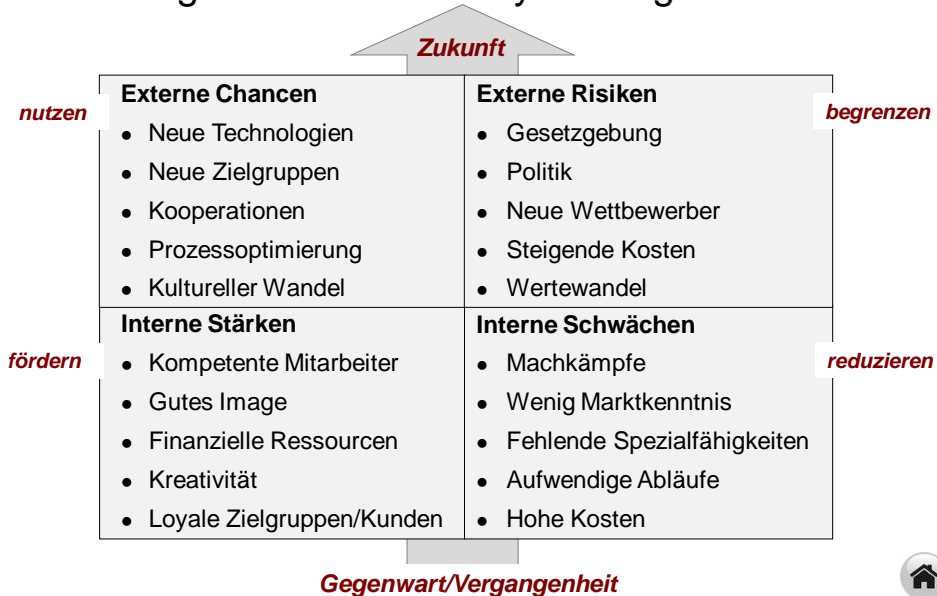 Zukunft
nutzen
Externe Chancen
• Neue Technologien
• Neue Zielgruppen
• Kooperationen
• Prozessoptimierung
• Kultureller Wandel
Externe Risiken
• Gesetzgebung
• Politik
• Neue Wettbewerber
• Steigende Kosten
• Wertewandel
begrenzen
fördern
Interne Stärken
• Kompetente Mitarbeiter
• Gutes Image
• Finanzielle Ressourcen
• Kreativität
• Loyale Zielgruppen/Kunden
Interne Schwächen
• Machkämpfe
• Wenig Marktkenntnis
• Fehlende Spezialfähigkeiten
• Aufwendige Abläufe
• Hohe Kosten
reduzieren
Gegenwart/Vergangenheit